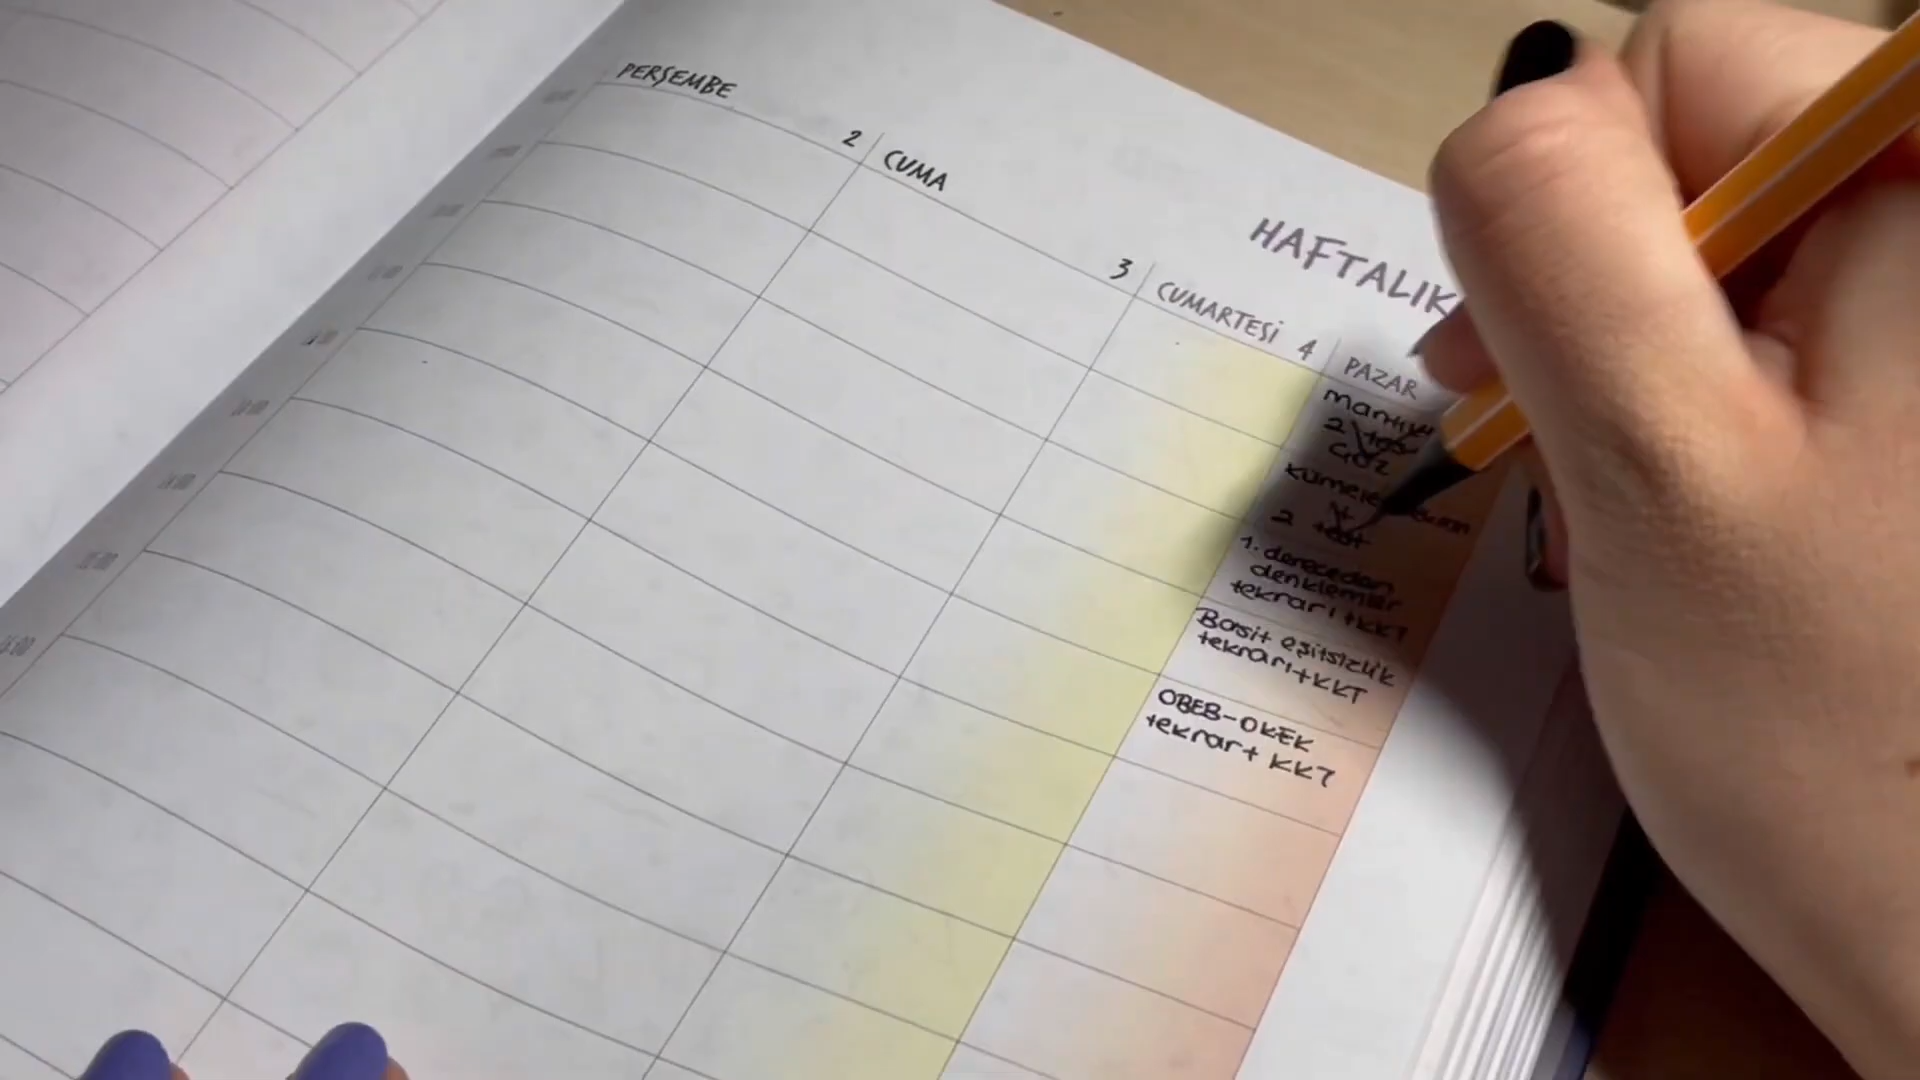 PERŞEMBE
2
CUMA
3
HAFTALIK
CUMARTESİ
4
PAZAR
mantık
2 test
ÇÖZ
+
2 test
1. dereceden
denklemler
tekrarı + KKT
Basit eşitsizlik
tekrarı + KKT
OBEB-OKEK
tekrar + KKT